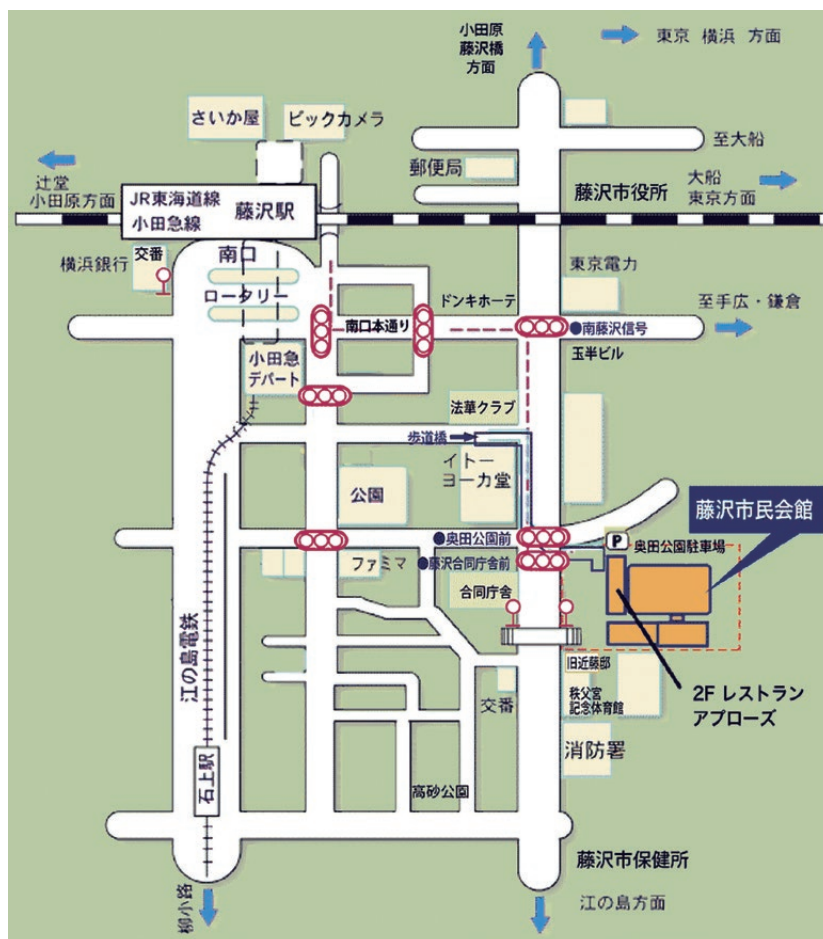 小田原
藤沢橋
方面
東京 横浜 方面
さいか屋
ビックカメラ
至大船
郵便局
辻堂
小田原方面
JR東海道線
小田急線
藤沢駅
藤沢市役所
大船
東京方面
横浜銀行
交番
南口
ロータリー
東京電力
ドンキホーテ
至手広・鎌倉
南口本通り
●南藤沢信号
玉半ビル
小田急
デパート
法華クラブ
歩道橋
イトー
ヨーカ堂
公園
藤沢市民会館
●奥田公園前
P
奥田公園駐車場
ファミマ
●藤沢合同庁舎前
合同庁舎
江の島電鉄
旧近藤部
秩父宮
記念体育館
交番
2F レストラン
アプローズ
消防署
石上駅
高砂公園
藤沢市保健所
柳小路
江の島方面